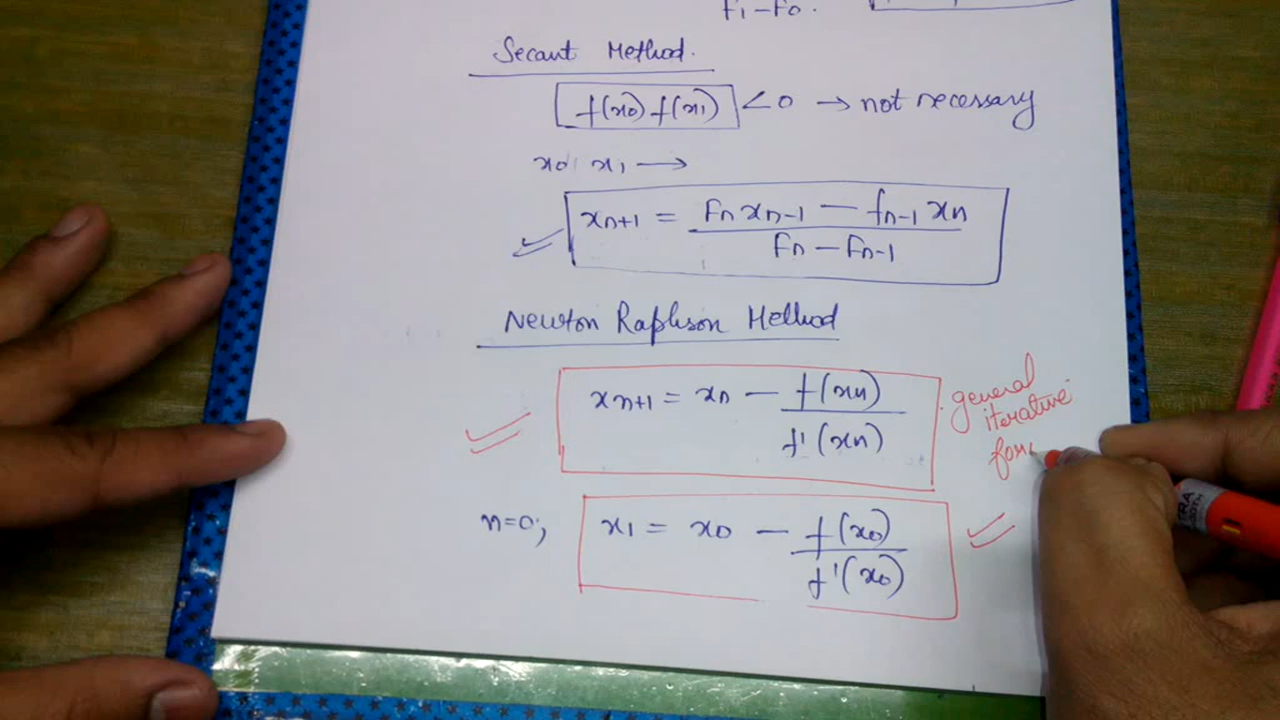 F1-F0.
Secant Method.
f(x0) f(x1) <0 → not necessary
x0, x1 →
xn+1 = Fn xn-1 - fn-1 xn / Fn - Fn-1
Newton Raphson Method
xn+1 = xn - f(xn) / f'(xn)
general
iterative
form
n=0; x1 = x0 - f(x0) / f'(x0)